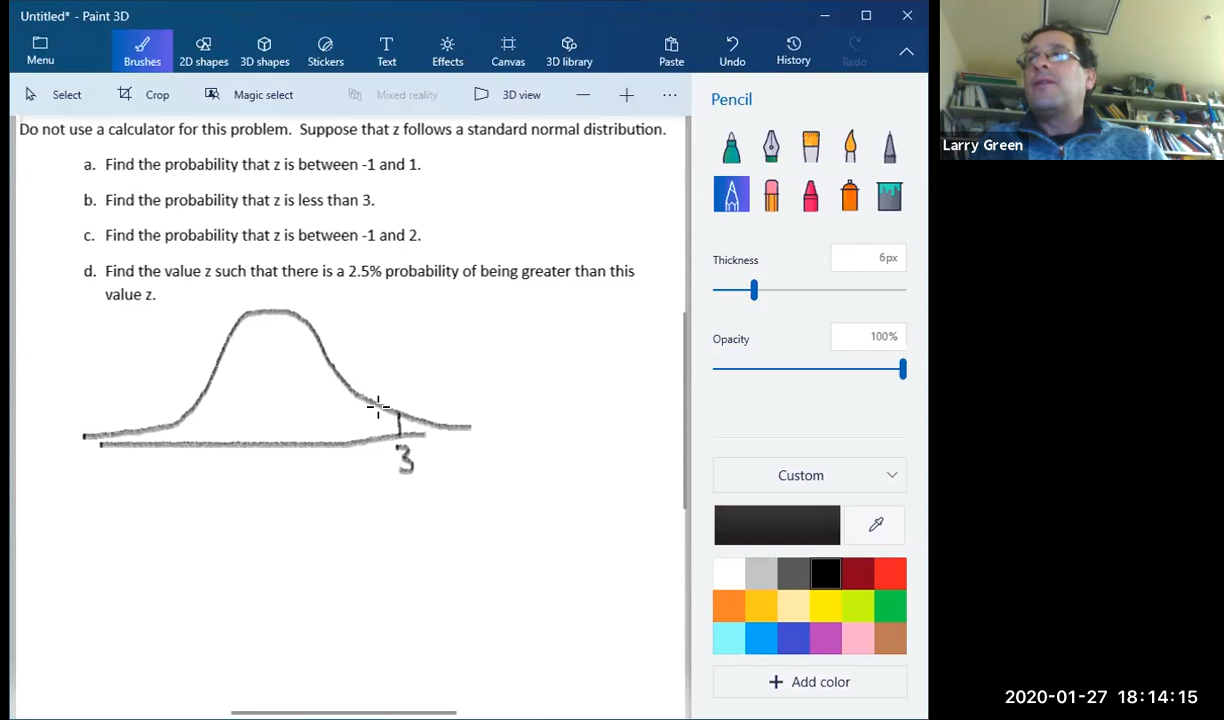 Untitled* - Paint 3D
Menu
Brushes
2D shapes
3D shapes
Stickers
Text
Effects
Canvas
3D library
Paste
Undo
History
Redo
Select
Crop
Magic select
Mixed reality
3D view
Pencil
Larry Green
Do not use a calculator for this problem. Suppose that z follows a standard normal distribution.
a. Find the probability that z is between -1 and 1.
b. Find the probability that z is less than 3.
c. Find the probability that z is between -1 and 2.
d. Find the value z such that there is a 2.5% probability of being greater than this
value z.
3
Thickness
6px
Opacity
100%
Custom
Add color
2020-01-27 18:14:15